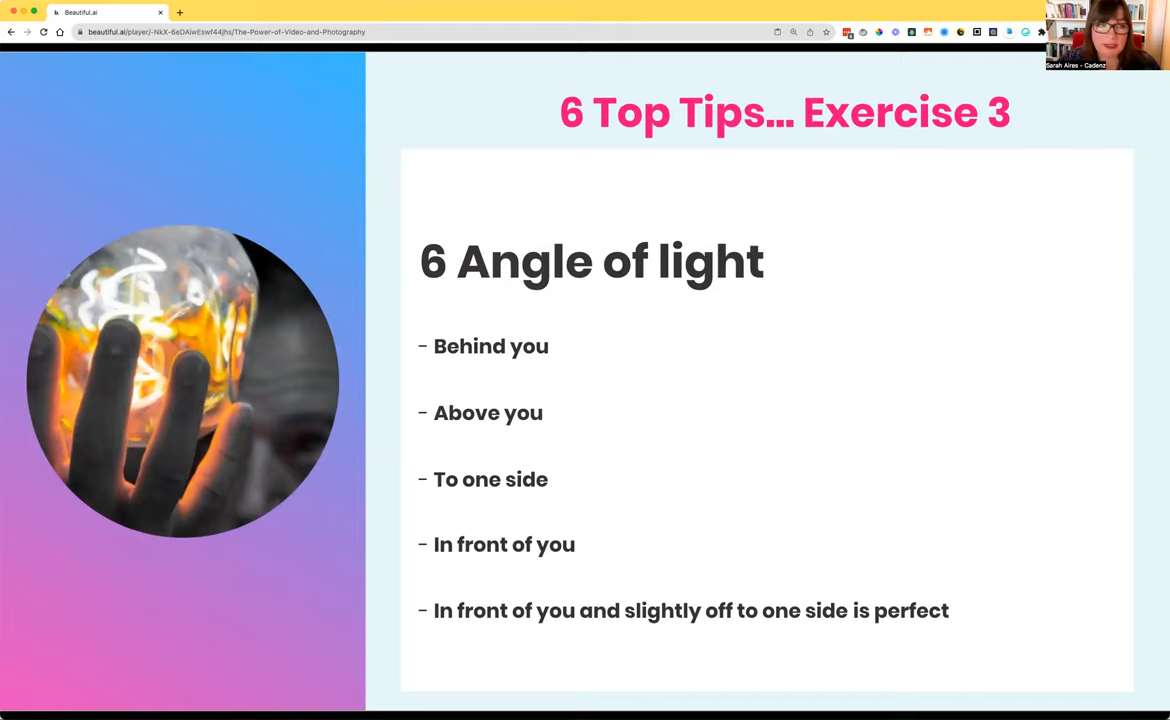 Beautiful.ai
beautiful.ai/player/-NkX-6eDAiwEswf44jhs/The-Power-of-Video-and-Photography
Sarah Aires - Cadenz
6 Top Tips... Exercise 3
6 Angle of light
- Behind you
- Above you
- To one side
- In front of you
- In front of you and slightly off to one side is perfect